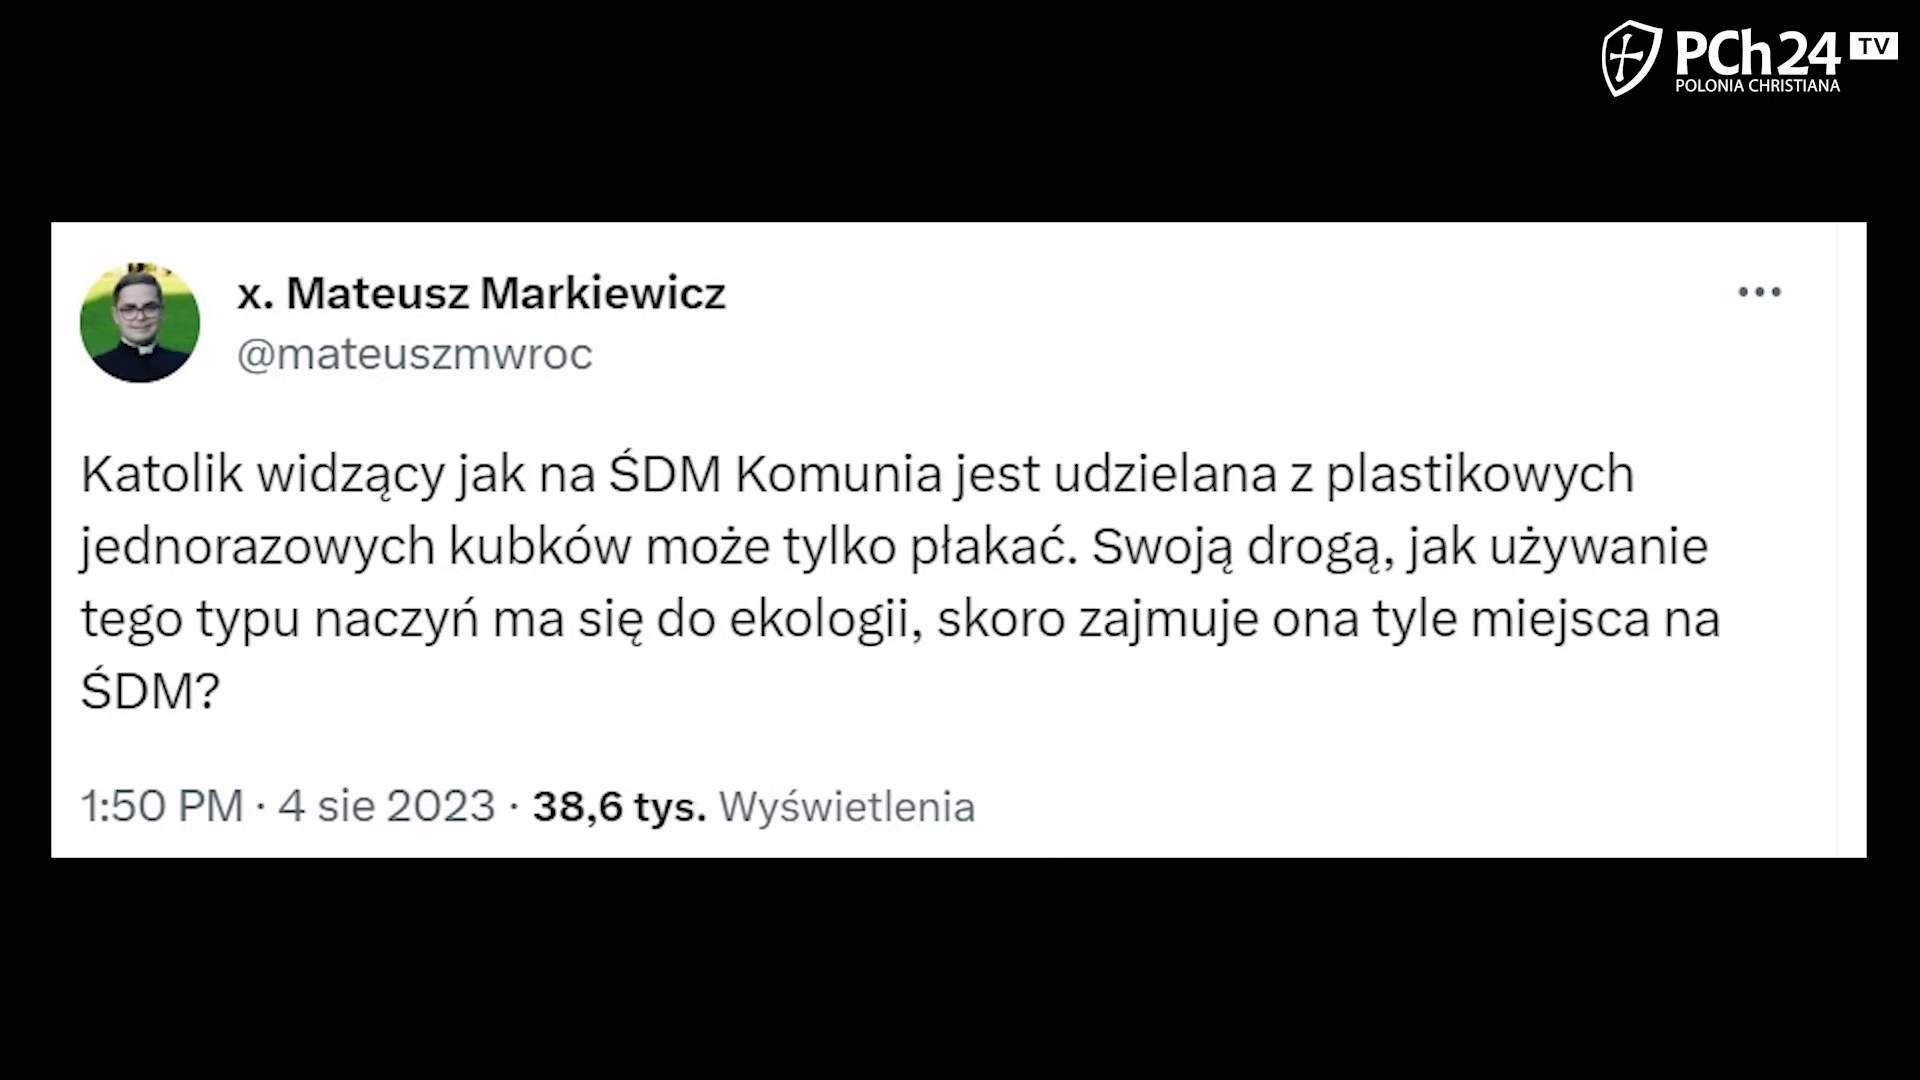 PCh24 TV
POLONIA CHRISTIANA
x. Mateusz Markiewicz
@mateuszmwroc
Katolik widzący jak na ŚDM Komunia jest udzielana z plastikowych
jednorazowych kubków może tylko płakać. Swoją drogą, jak używanie
tego typu naczyń ma się do ekologii, skoro zajmuje ona tyle miejsca na
ŚDM?
1:50 PM · 4 sie 2023 · 38,6 tys. Wyświetlenia